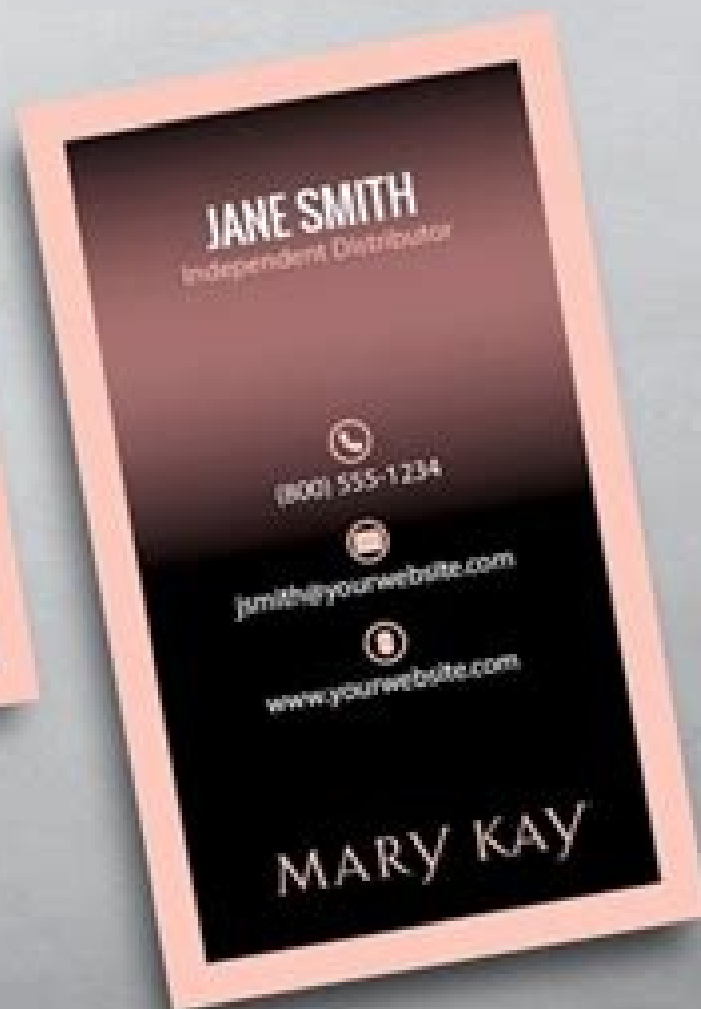 JANE SMITH
Independent Distributor
(800) 555-1234
jsmith@yourwebsite.com
www.yourwebsite.com
MARY KAY